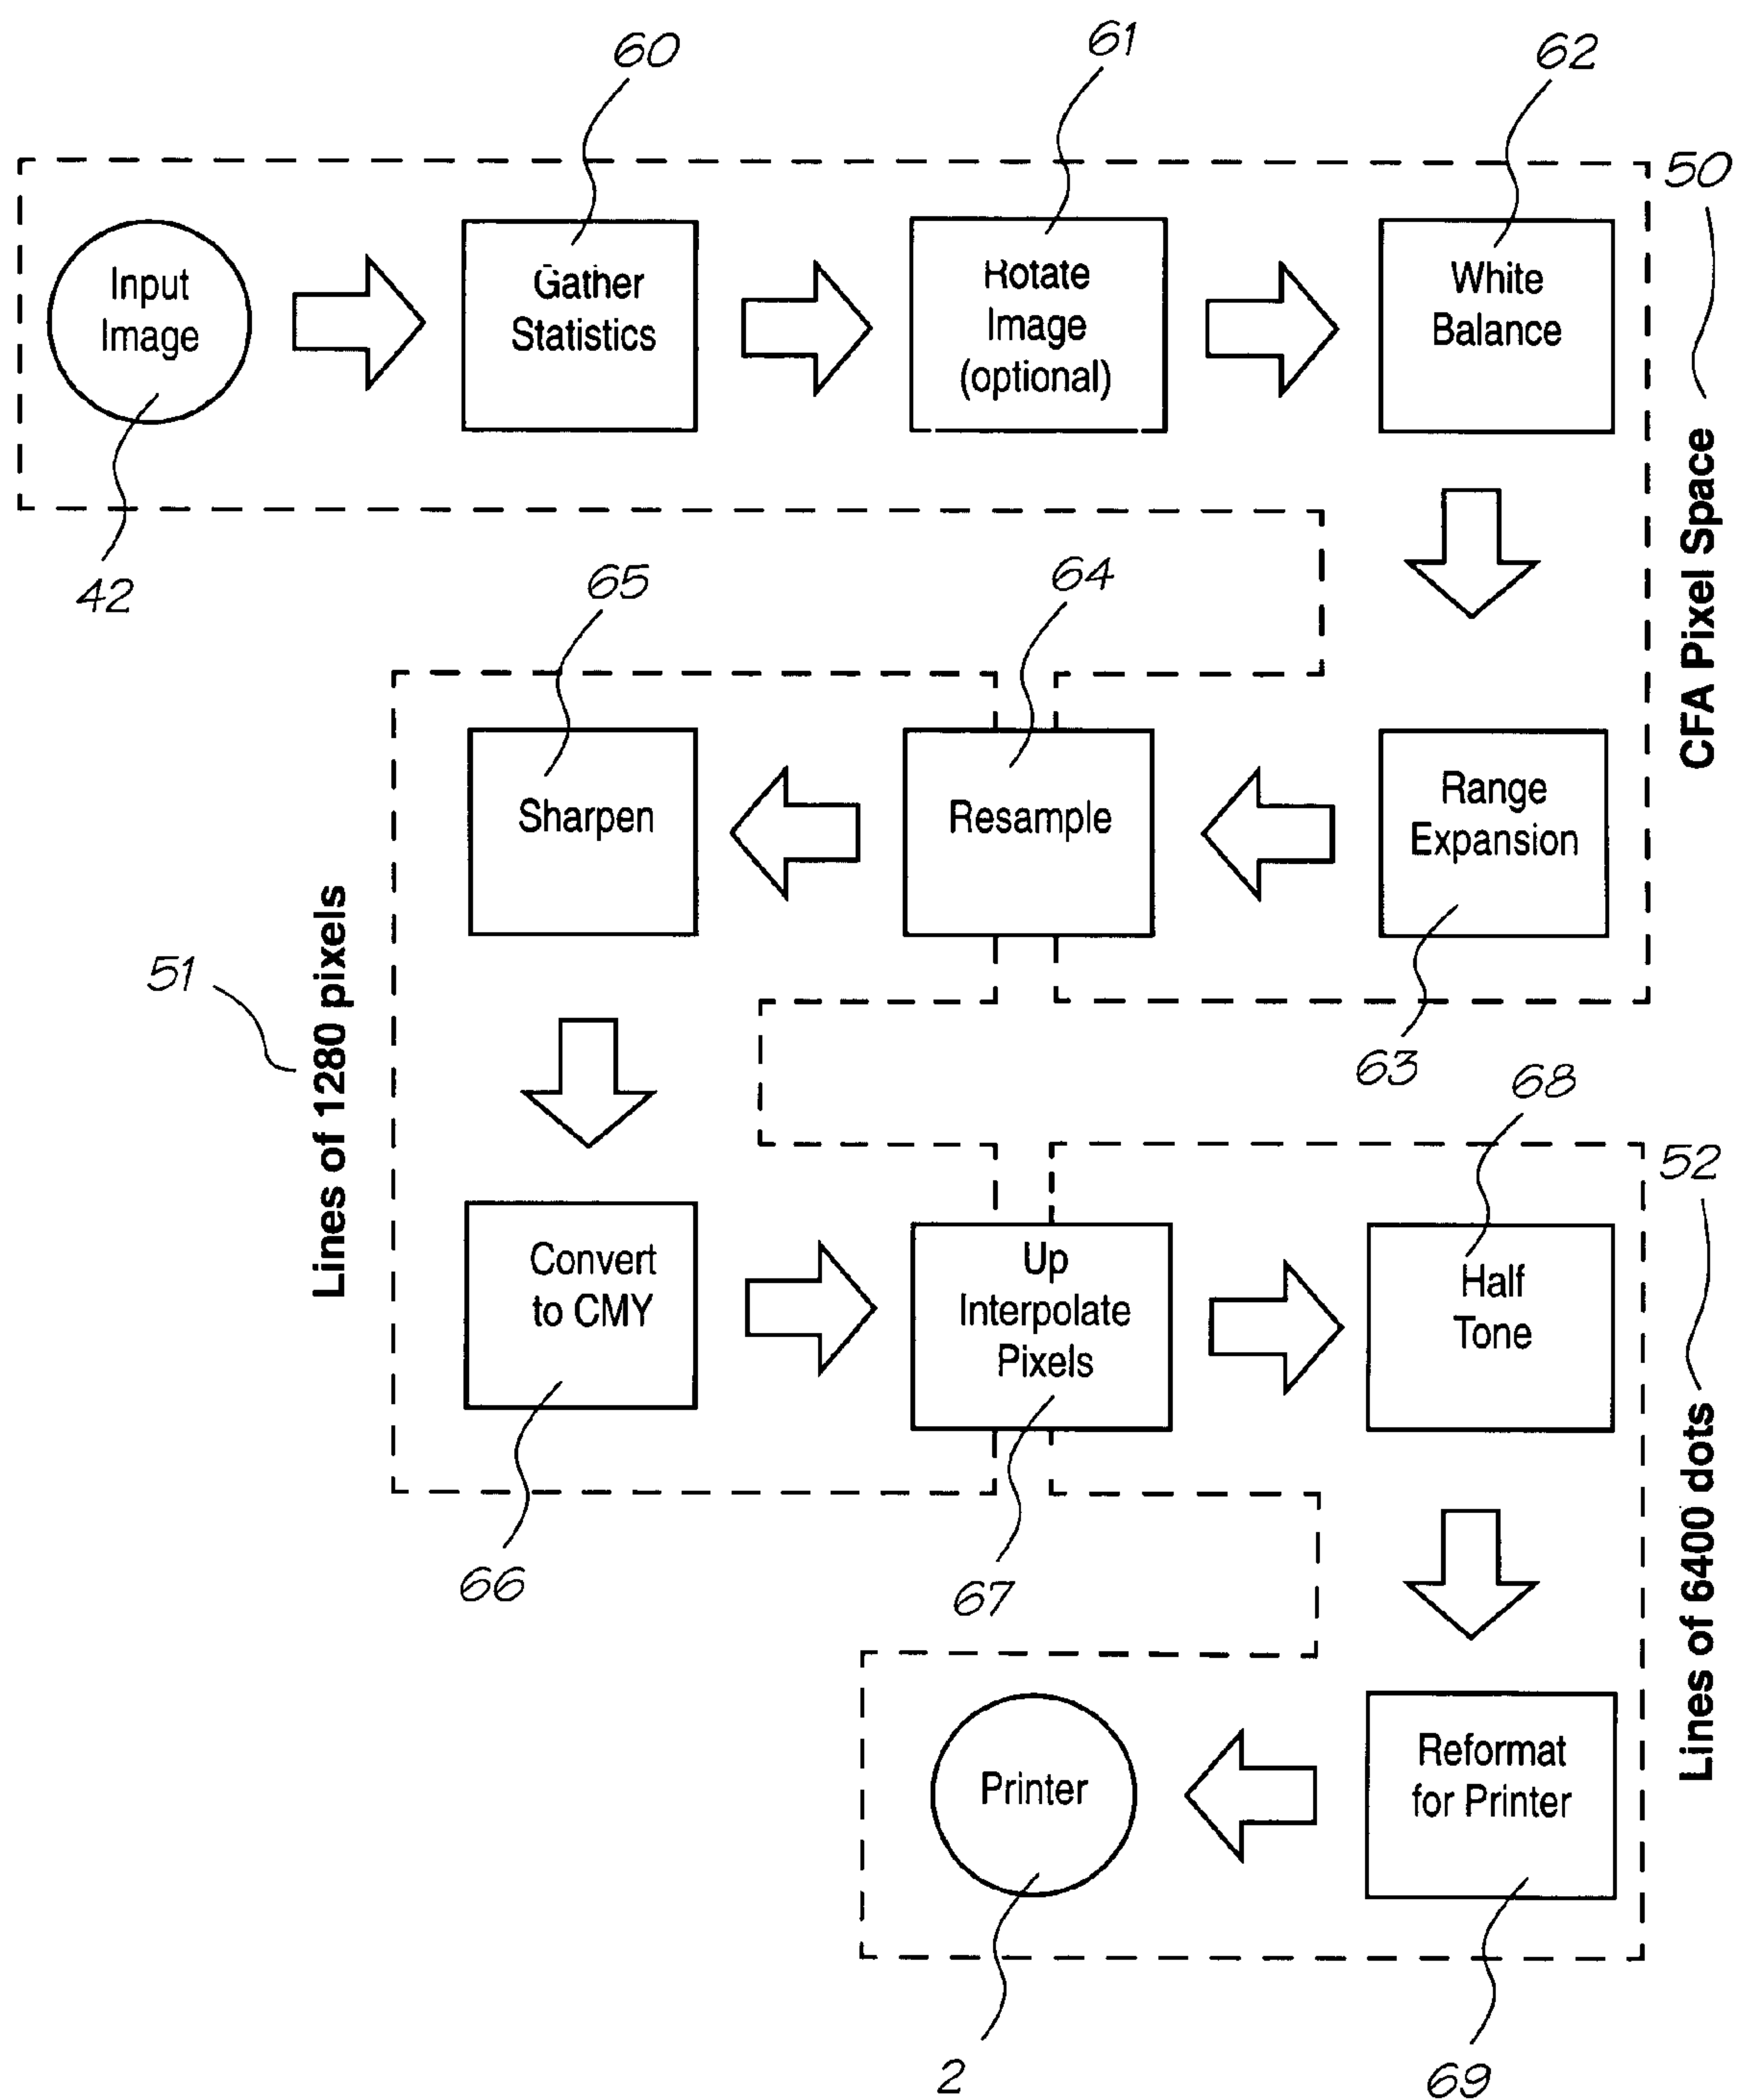 60
61
62
50
Input
Image
Gather
Statistics
Rotate
Image
(optional)
White
Balance
42
CFA Pixel Space
65
64
Sharpen
Resample
Range
Expansion
51
Lines of 1280 pixels
63
68
52
Convert
to CMY
Up
Interpolate
Pixels
Half
Tone
66
67
Lines of 6400 dots
Printer
Reformat
for Printer
2
69